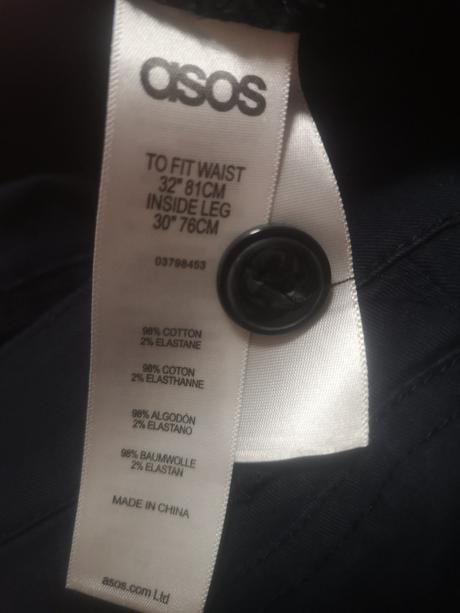 asos
TO FIT WAIST
32" 81CM
INSIDE LEG
30" 76CM
03798453
98% COTTON
2% ELASTANE
98% COTON
2% ELASTHANNE
98% ALGODÓN
2% ELASTANO
98% BAUMWOLLE
2% ELASTAN
MADE IN CHINA
asos.com Ltd